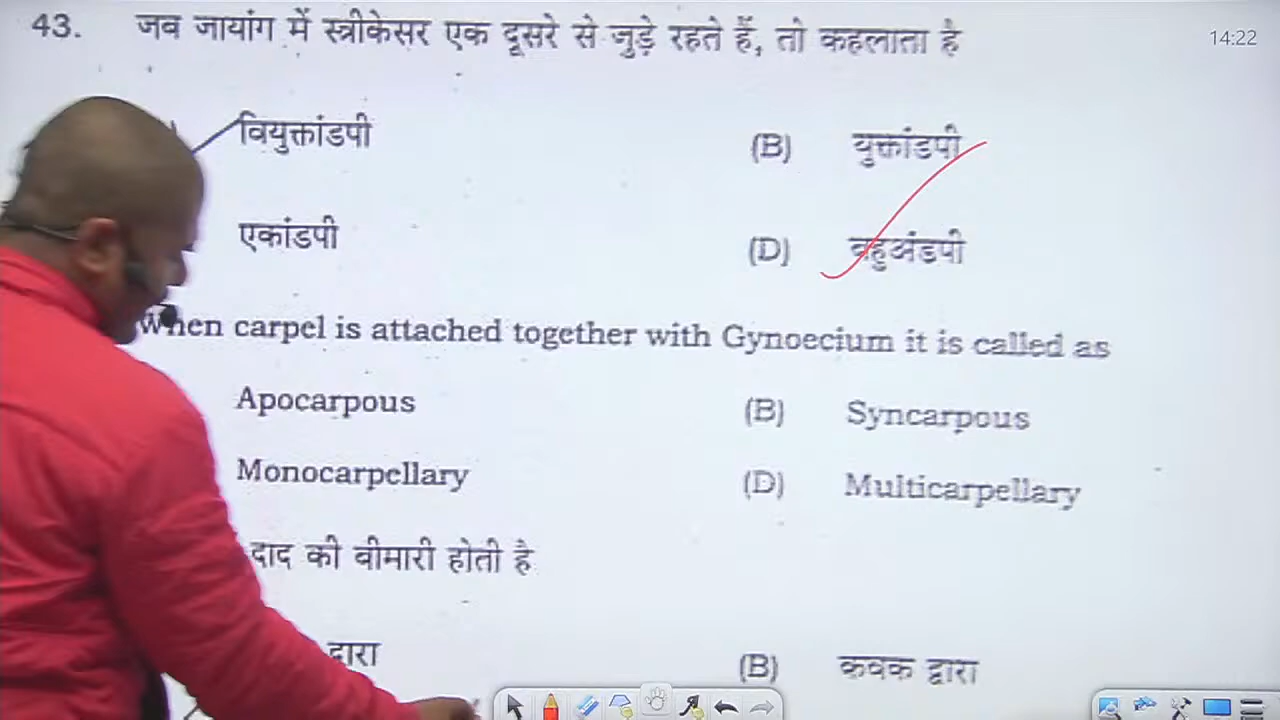 43. जब जायांग में स्त्रीकेसर एक दूसरे से जुड़े रहते हैं, तो कहलाता है
14:22
वियुक्तांडपी (B) युक्तांडपी
एकांडपी (D) बहुअंडपी
When carpel is attached together with Gynoecium it is called as
Apocarpous (B) Syncarpous
Monocarpellary (D) Multicarpellary
दाद की बीमारी होती है
द्वारा (B) कवक द्वारा